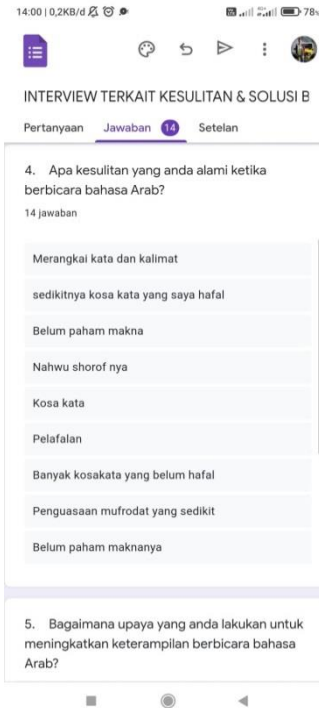 14:00 | 0,2KB/d
78%
INTERVIEW TERKAIT KESULITAN & SOLUSI B
Pertanyaan Jawaban 14 Setelan
4. Apa kesulitan yang anda alami ketika
berbicara bahasa Arab?
14 jawaban
Merangkai kata dan kalimat
sedikitnya kosa kata yang saya hafal
Belum paham makna
Nahwu shorof nya
Kosa kata
Pelafalan
Banyak kosakata yang belum hafal
Penguasaan mufrodat yang sedikit
Belum paham maknanya
5. Bagaimana upaya yang anda lakukan untuk
meningkatkan keterampilan berbicara bahasa
Arab?